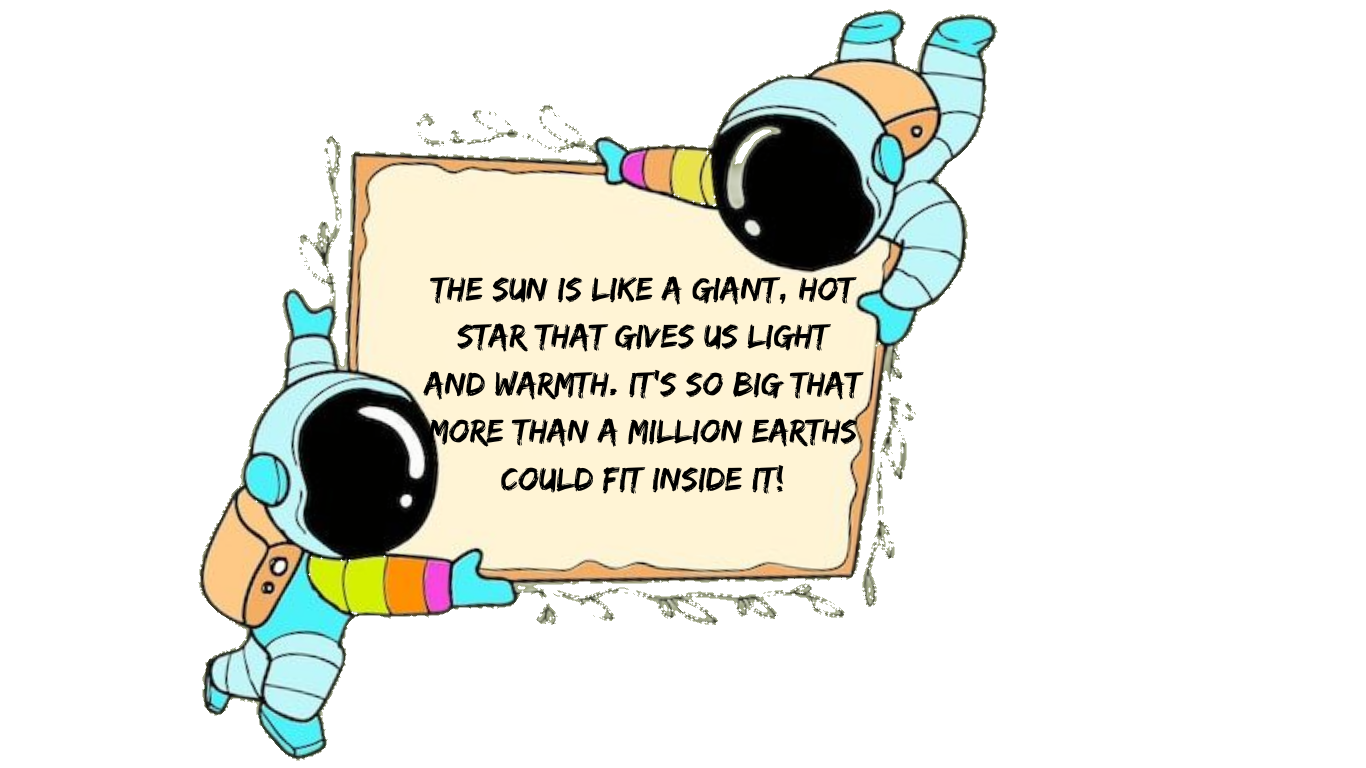 THE SUN IS LIKE A GIANT, HOT
STAR THAT GIVES US LIGHT
AND WARMTH. IT'S SO BIG THAT
MORE THAN A MILLION EARTHS
COULD FIT INSIDE IT!